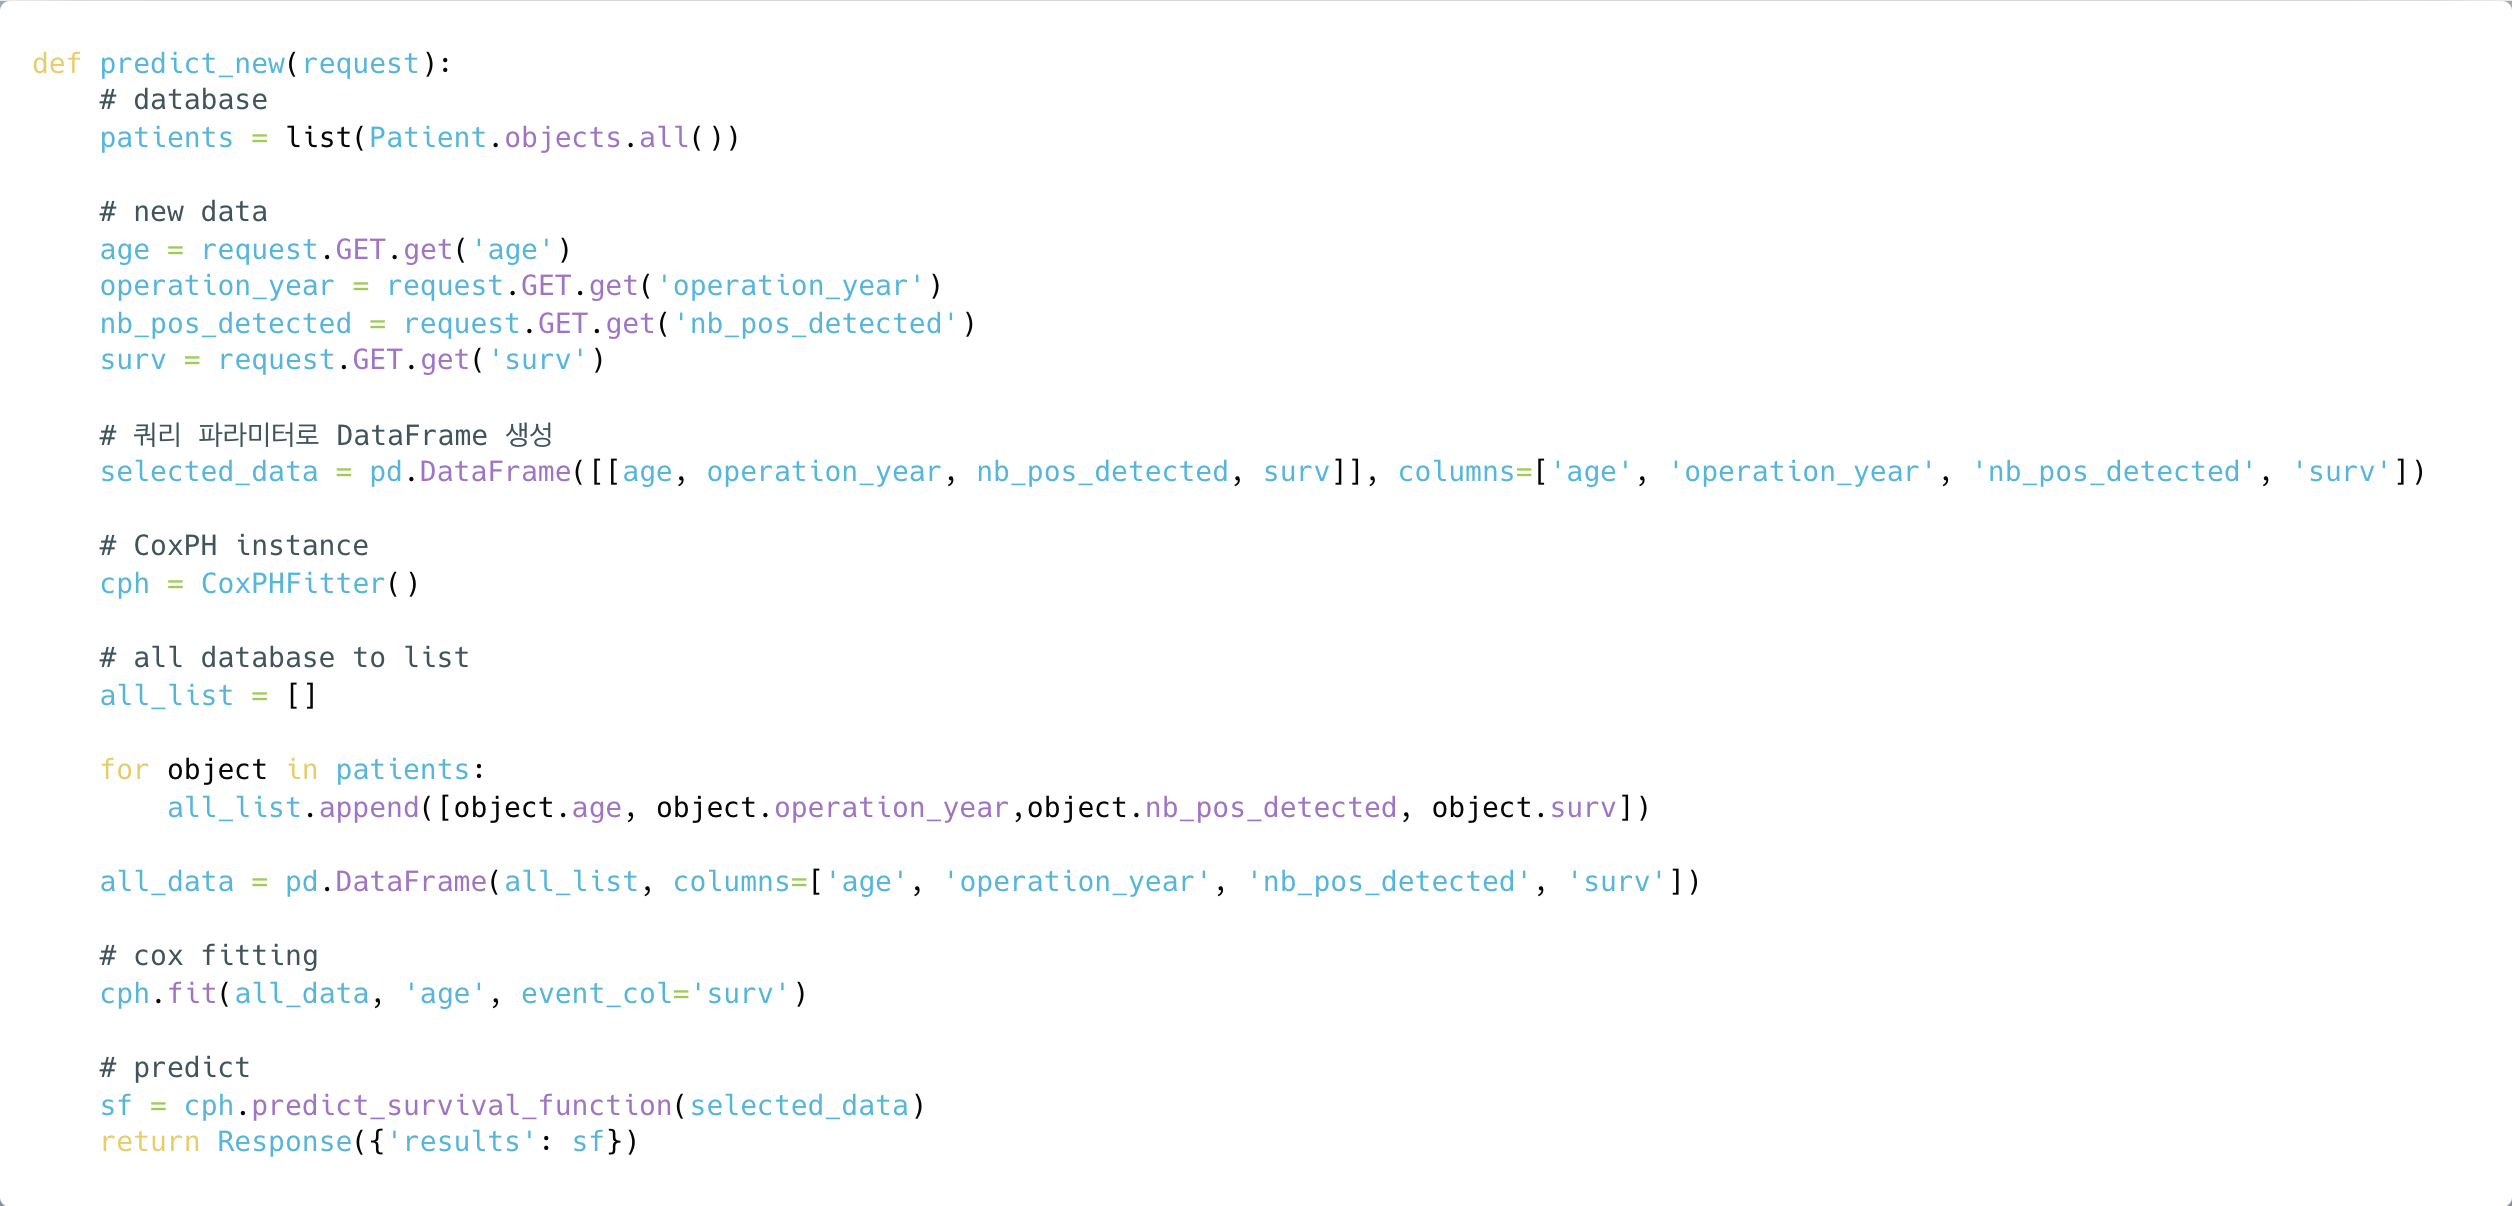 def predict_new(request):
    # database
    patients = list(Patient.objects.all())
    # new data
    age = request.GET.get('age')
    operation_year = request.GET.get('operation_year')
    nb_pos_detected = request.GET.get('nb_pos_detected')
    surv = request.GET.get('surv')
    # 쿼리 파라미터로 DataFrame 생성
    selected_data = pd.DataFrame([[age, operation_year, nb_pos_detected, surv]], columns=['age', 'operation_year', 'nb_pos_detected', 'surv'])
    # CoxPH instance
    cph = CoxPHFitter()
    # all database to list
    all_list = []
    for object in patients:
        all_list.append([object.age, object.operation_year,object.nb_pos_detected, object.surv])
    all_data = pd.DataFrame(all_list, columns=['age', 'operation_year', 'nb_pos_detected', 'surv'])
    # cox fitting
    cph.fit(all_data, 'age', event_col='surv')
    # predict
    sf = cph.predict_survival_function(selected_data)
    return Response({'results': sf})